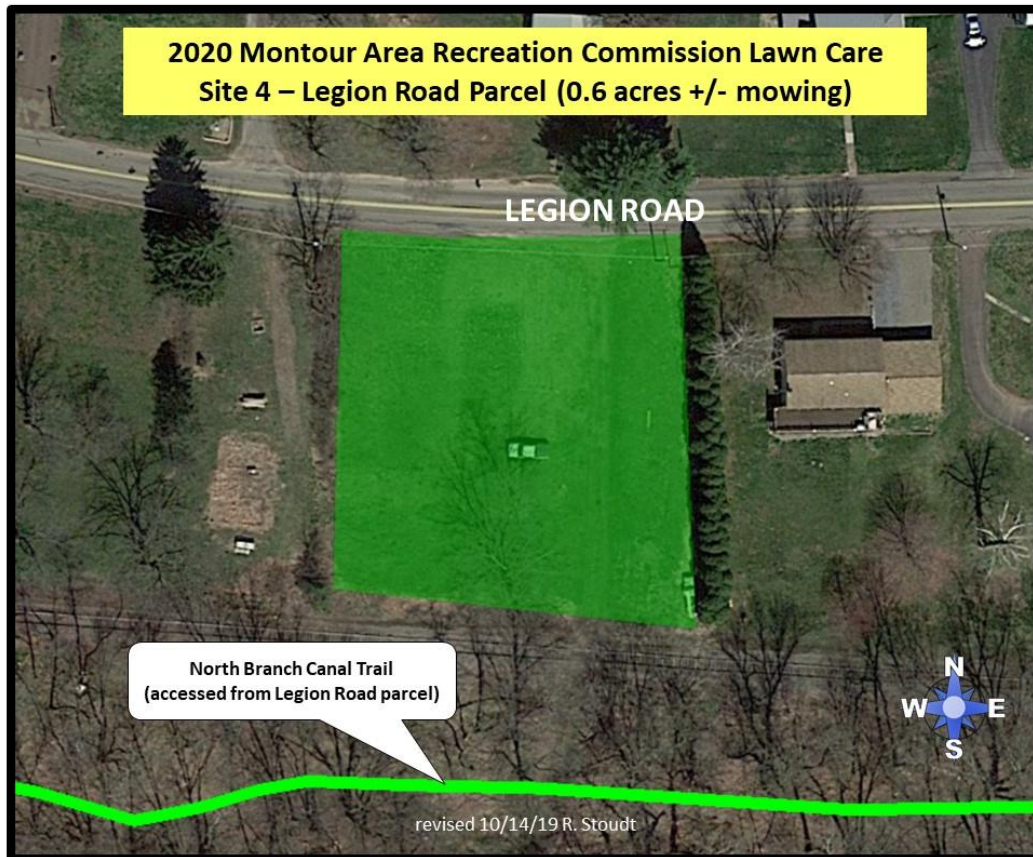 2020 Montour Area Recreation Commission Lawn Care
Site 4 – Legion Road Parcel (0.6 acres +/- mowing)
LEGION ROAD
North Branch Canal Trail
(accessed from Legion Road parcel)
N
W E
S
revised 10/14/19 R. Stoudt